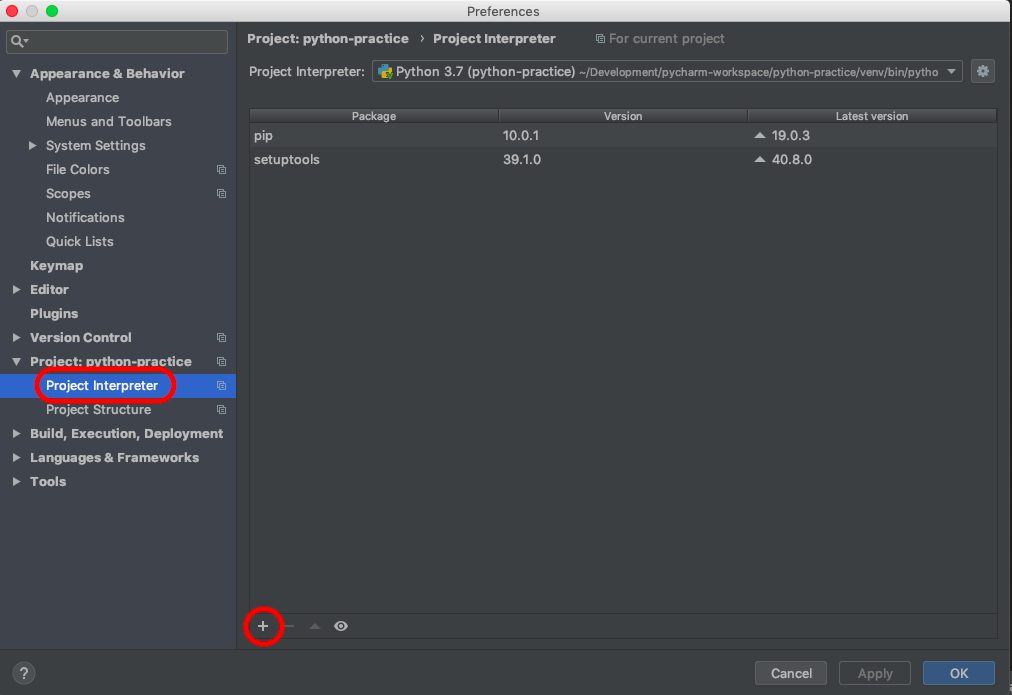 Preferences
Project: python-practice › Project Interpreter For current project
Project Interpreter: Python 3.7 (python-practice) ~/Development/pycharm-workspace/python-practice/venv/bin/pytho
Appearance & Behavior
Appearance
Menus and Toolbars
System Settings
File Colors
Scopes
Notifications
Quick Lists
Keymap
Editor
Plugins
Version Control
Project: python-practice
Project Interpreter
Project Structure
Build, Execution, Deployment
Languages & Frameworks
Tools
Package Version Latest version
pip 10.0.1 19.0.3
setuptools 39.1.0 40.8.0
?
Cancel Apply OK